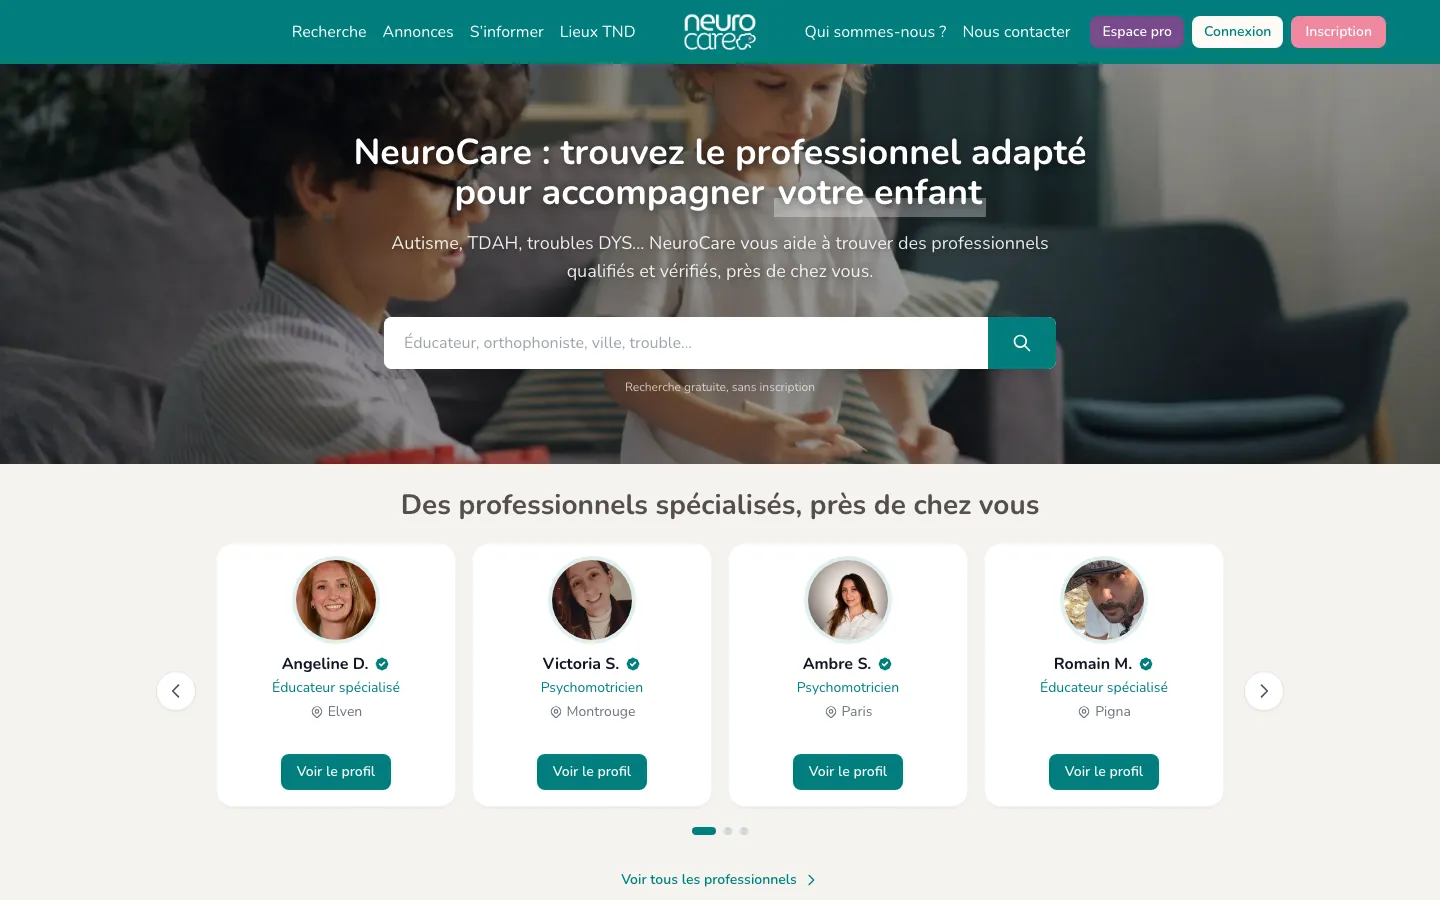 Recherche
Annonces
S'informer
Lieux TND
neuro
care
Qui sommes-nous ?
Nous contacter
Espace pro
Connexion
Inscription
NeuroCare : trouvez le professionnel adapté
pour accompagner votre enfant
Autisme, TDAH, troubles DYS... NeuroCare vous aide à trouver des professionnels
qualifiés et vérifiés, près de chez vous.
Éducateur, orthophoniste, ville, trouble...
Recherche gratuite, sans inscription
Des professionnels spécialisés, près de chez vous
Angeline D.
Éducateur spécialisé
Elven
Voir le profil
Victoria S.
Psychomotricien
Montrouge
Voir le profil
Ambre S.
Psychomotricien
Paris
Voir le profil
Romain M.
Éducateur spécialisé
Pigna
Voir le profil
Voir tous les professionnels